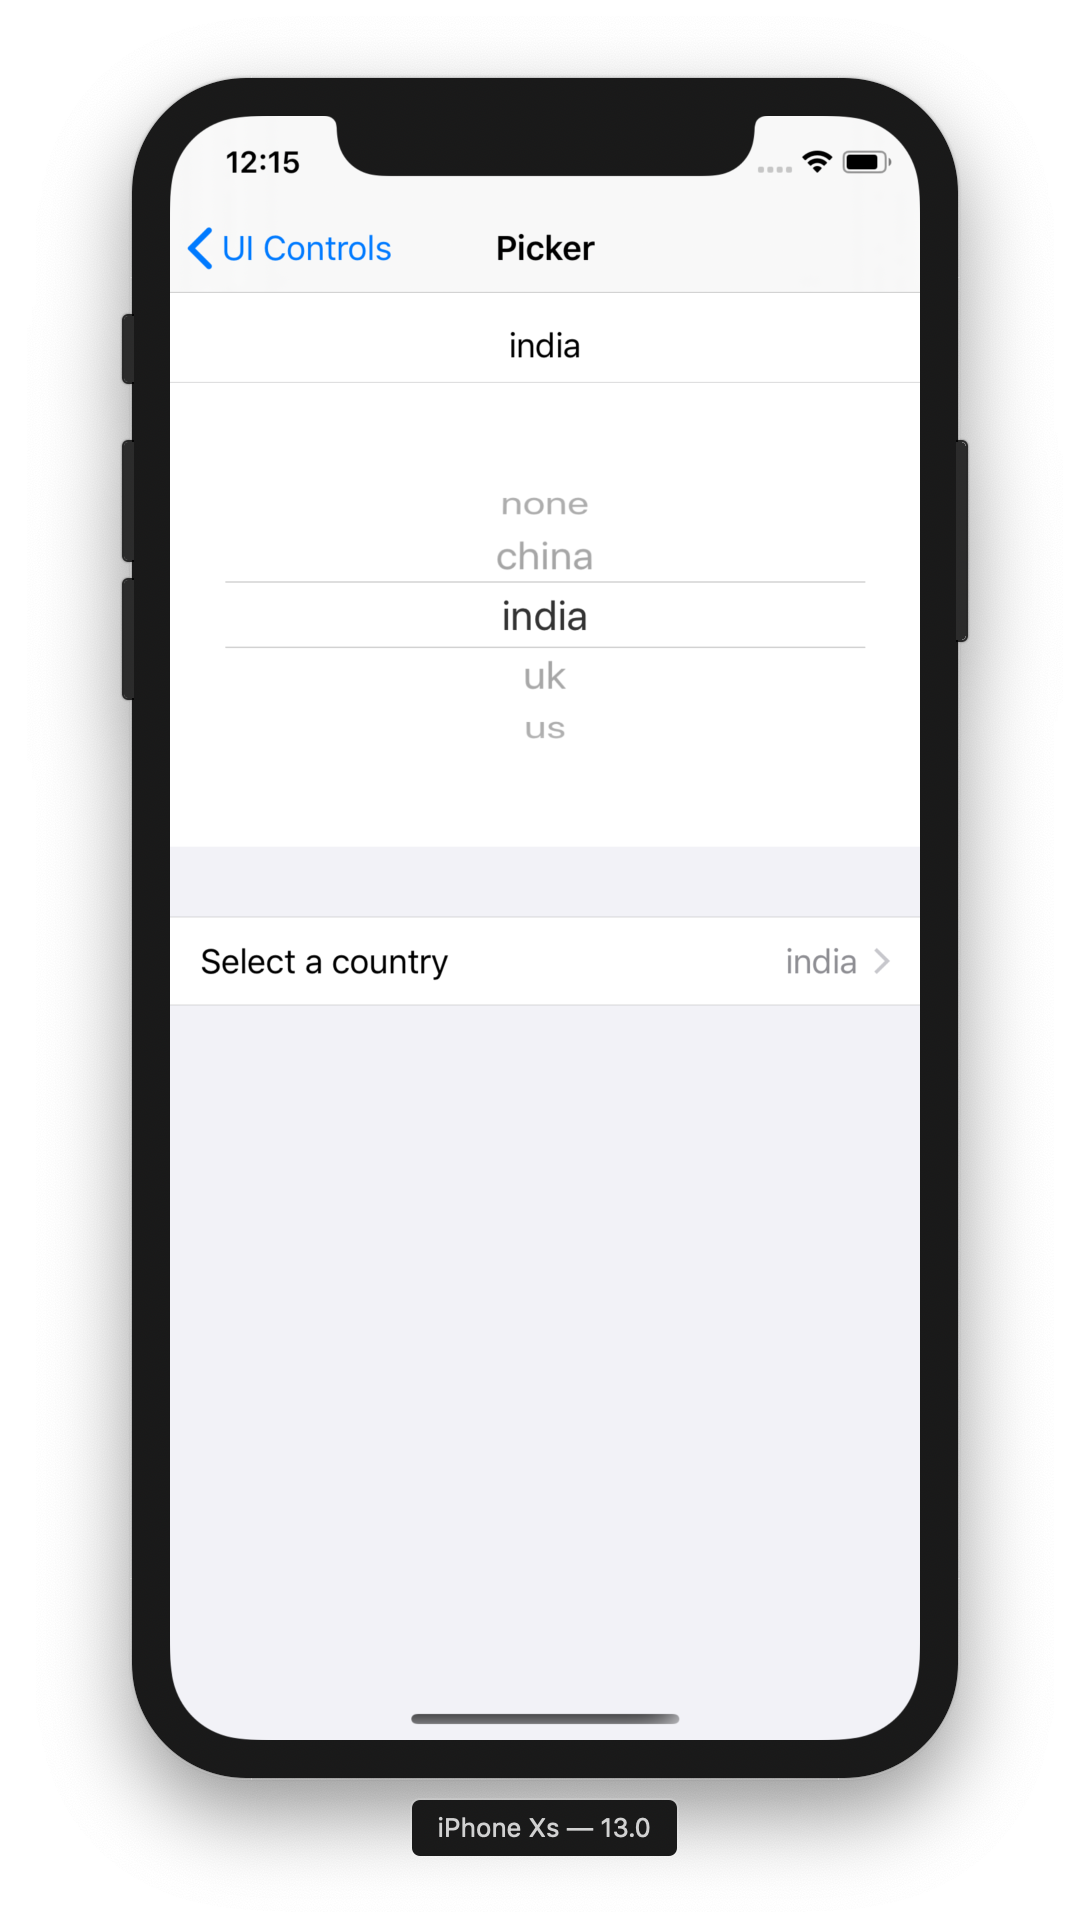 12:15
UI Controls Picker
india
none
china
india
uk
us
Select a country india
iPhone Xs — 13.0